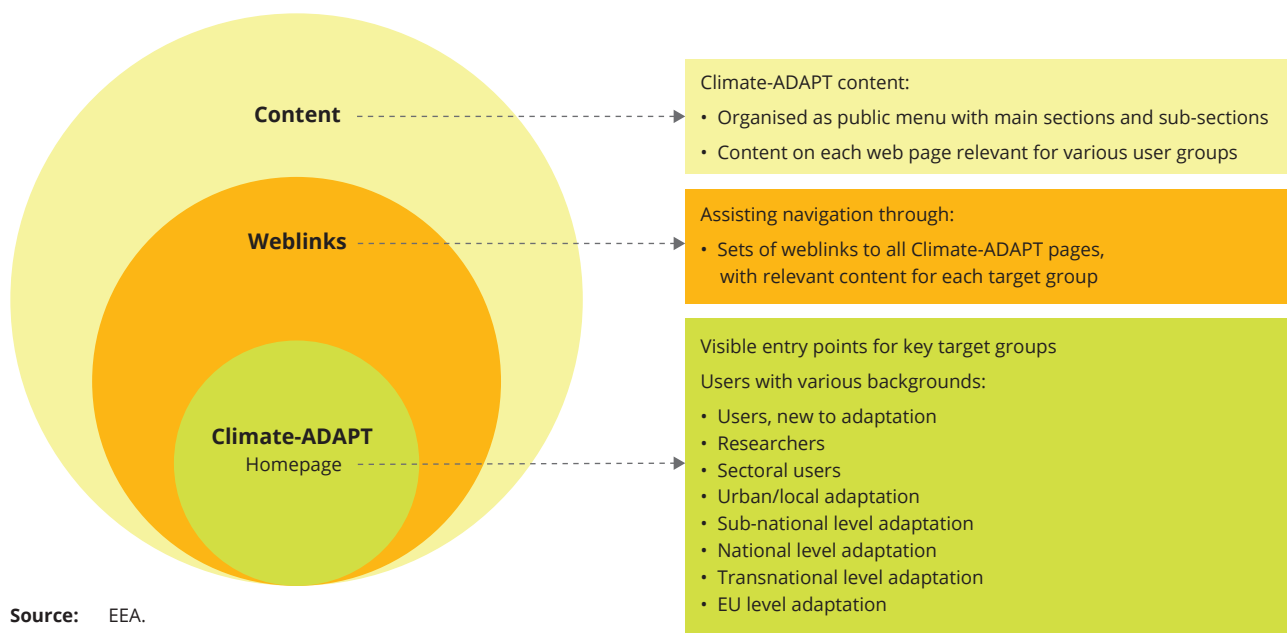 Content
Climate-ADAPT content:
• Organised as public menu with main sections and sub-sections
• Content on each web page relevant for various user groups
Weblinks
Assisting navigation through:
• Sets of weblinks to all Climate-ADAPT pages,
with relevant content for each target group
Climate-ADAPT
Homepage
Visible entry points for key target groups
Users with various backgrounds:
• Users, new to adaptation
• Researchers
• Sectoral users
• Urban/local adaptation
• Sub-national level adaptation
• National level adaptation
• Transnational level adaptation
• EU level adaptation
Source: EEA.